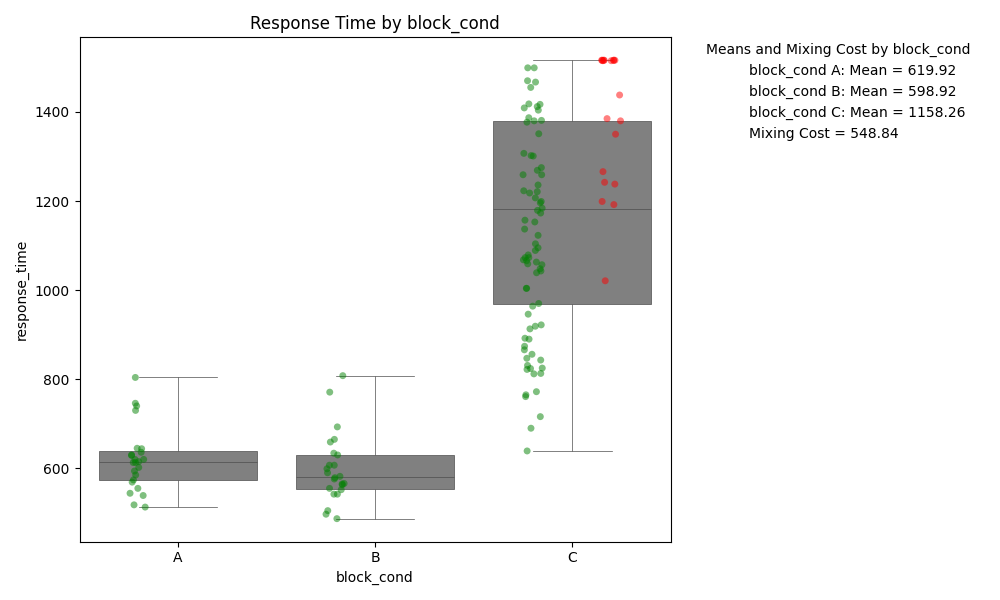 Response Time by block_cond
Means and Mixing Cost by block_cond
block_cond A: Mean = 619.92
block_cond B: Mean = 598.92
block_cond C: Mean = 1158.26
Mixing Cost = 548.84
response_time
1400
1200
1000
800
600
A B C
block_cond